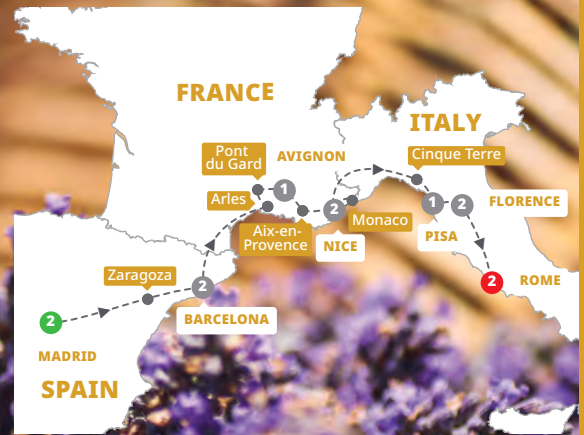 FRANCE
ITALY
Pont
du Gard
AVIGNON
1
Cinque Terre
Arles
2
Monaco
1
2
FLORENCE
Aix-en-
Provence
NICE
PISA
Zaragoza
2
ROME
2
BARCELONA
2
MADRID
SPAIN